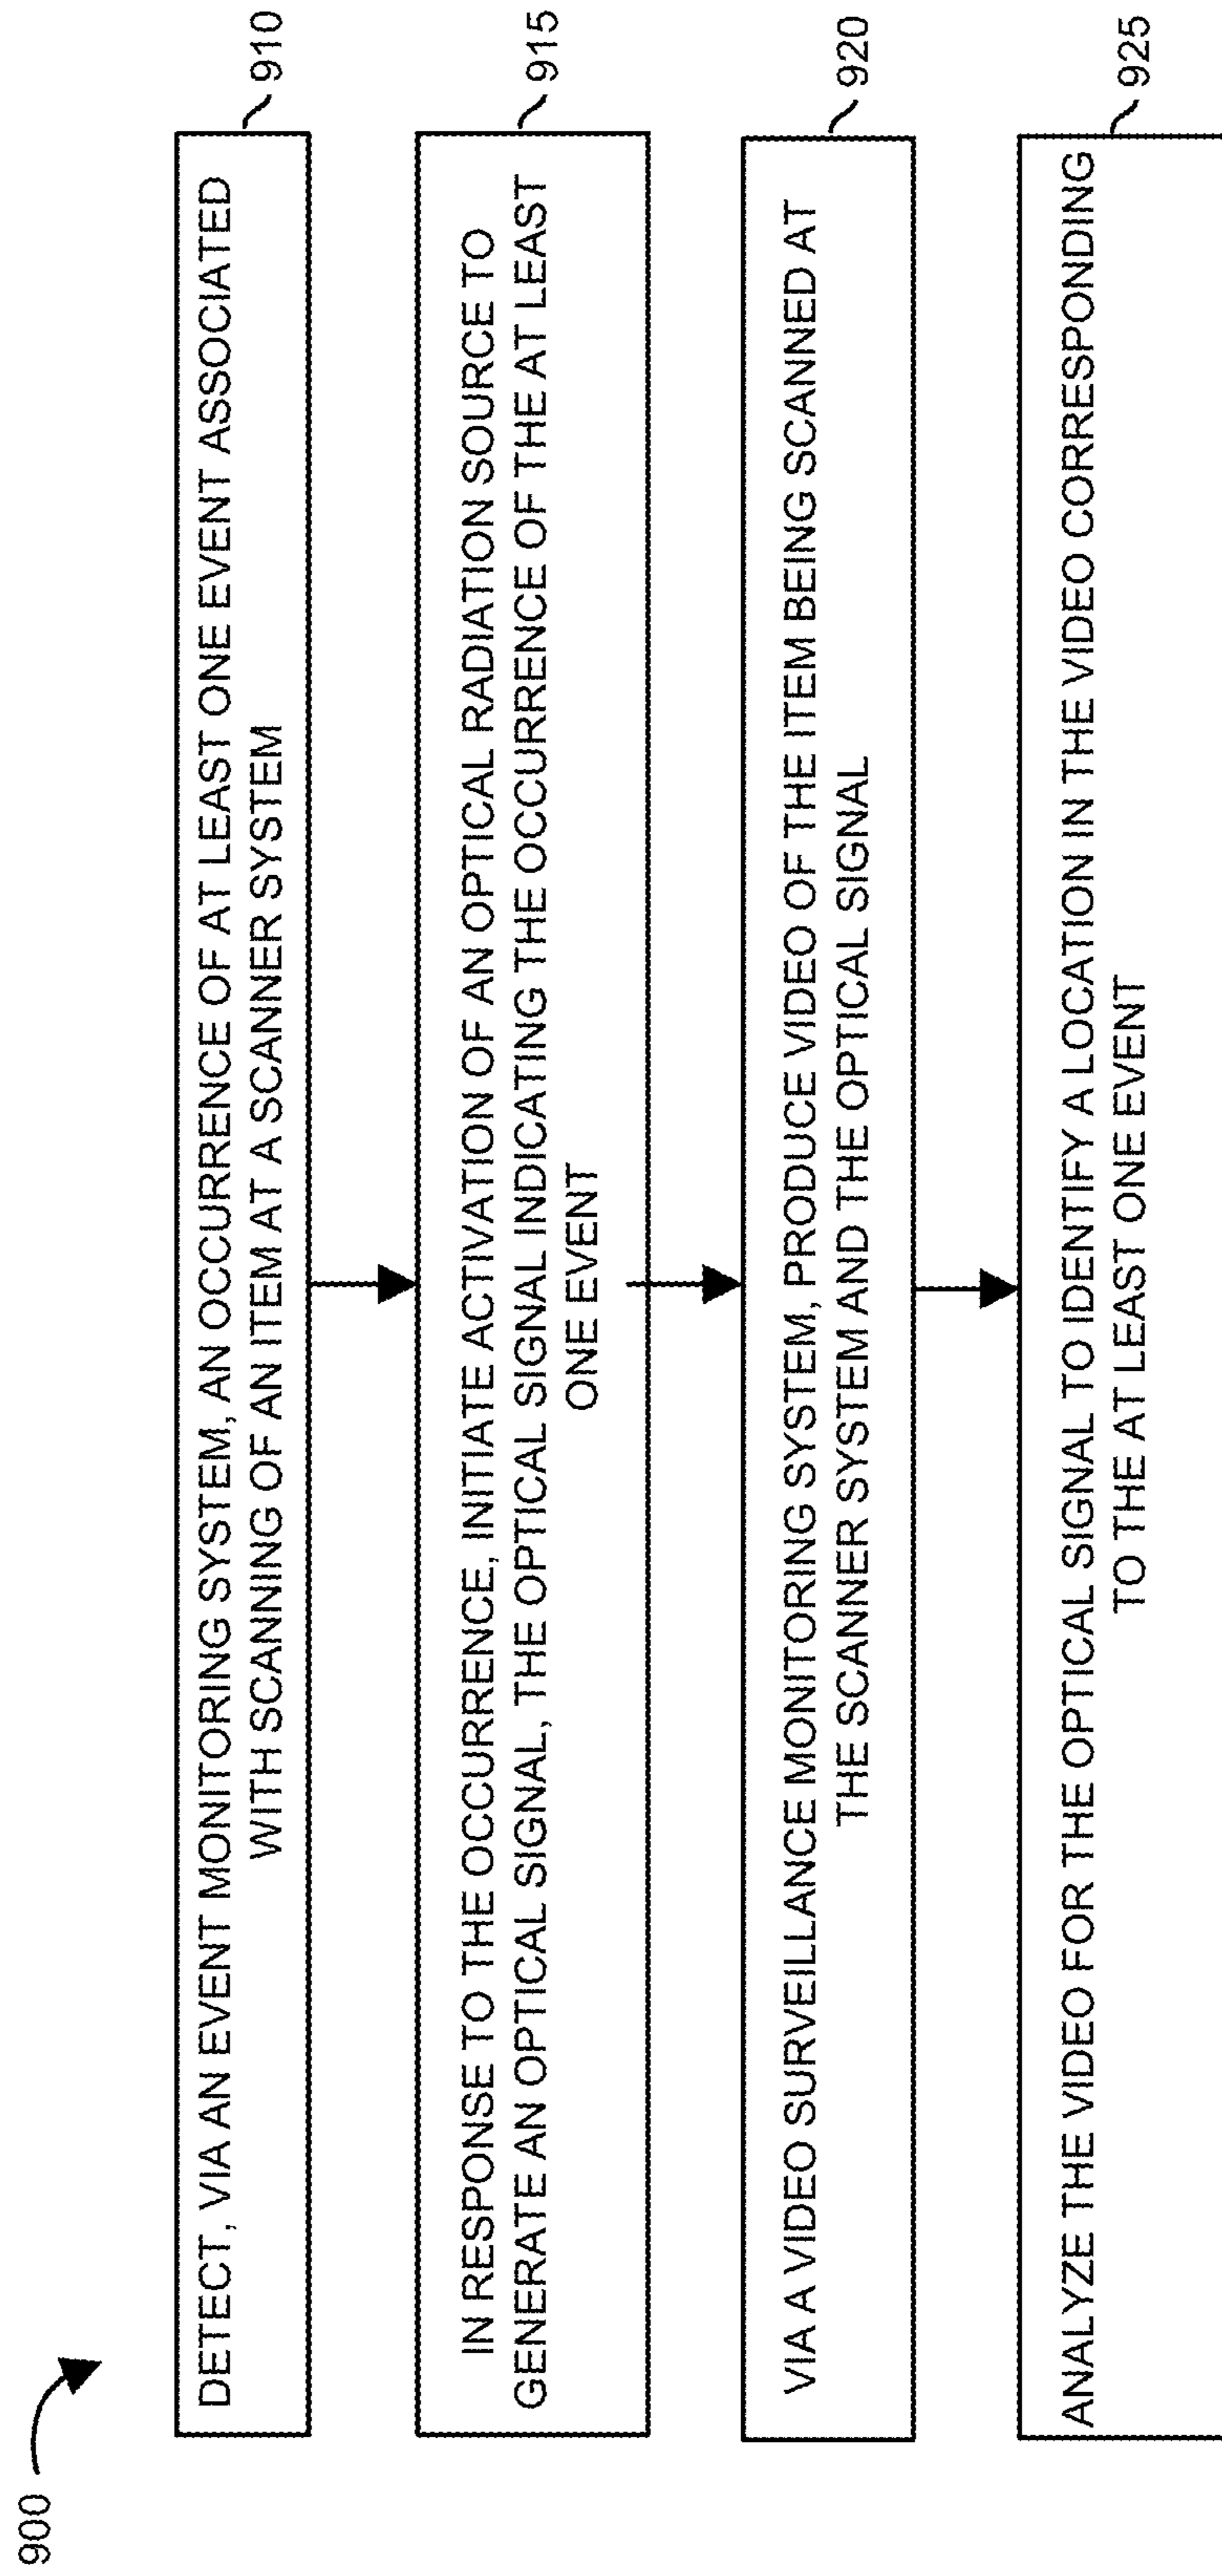 900
DETECT, VIA AN EVENT MONITORING SYSTEM, AN OCCURRENCE OF AT LEAST ONE EVENT ASSOCIATED
WITH SCANNING OF AN ITEM AT A SCANNER SYSTEM
910
IN RESPONSE TO THE OCCURRENCE, INITIATE ACTIVATION OF AN OPTICAL RADIATION SOURCE TO
GENERATE AN OPTICAL SIGNAL, THE OPTICAL SIGNAL INDICATING THE OCCURRENCE OF THE AT LEAST
ONE EVENT
915
VIA A VIDEO SURVEILLANCE MONITORING SYSTEM, PRODUCE VIDEO OF THE ITEM BEING SCANNED AT
THE SCANNER SYSTEM AND THE OPTICAL SIGNAL
920
ANALYZE THE VIDEO FOR THE OPTICAL SIGNAL TO IDENTIFY A LOCATION IN THE VIDEO CORRESPONDING
TO THE AT LEAST ONE EVENT
925